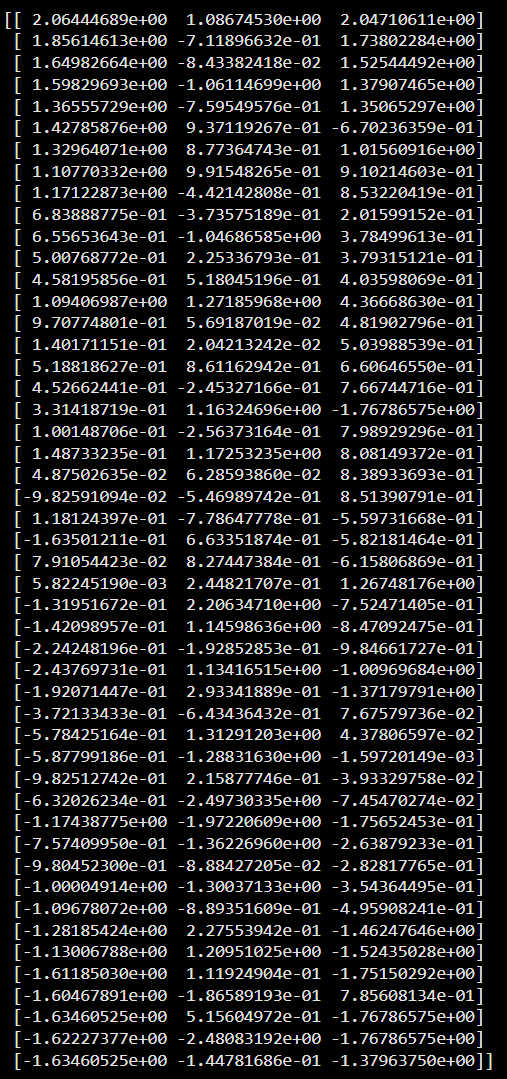 [[ 2.06444689e+00  1.08674530e+00  2.04710611e+00]
 [ 1.85614613e+00 -7.11896632e-01  1.73802284e+00]
 [ 1.64982664e+00 -8.43382418e-02  1.52544492e+00]
 [ 1.59829693e+00 -1.06114699e+00  1.37907465e+00]
 [ 1.36555729e+00 -7.59549576e-01  1.35065297e+00]
 [ 1.42785876e+00  9.37119267e-01 -6.70236359e-01]
 [ 1.32964071e+00  8.77364743e-01  1.01560916e+00]
 [ 1.10770332e+00  9.91548265e-01  9.10214603e-01]
 [ 1.17122873e+00 -4.42142808e-01  8.53220419e-01]
 [ 6.83888775e-01 -3.73575189e-01  2.01599152e-01]
 [ 6.55653643e-01 -1.04686585e+00  3.78499613e-01]
 [ 5.00768772e-01  2.25336793e-01  3.79315121e-01]
 [ 4.58195856e-01  5.18045196e-01  4.03598069e-01]
 [ 1.09406987e+00  1.27185968e+00  4.36668630e-01]
 [ 9.70774801e-01  5.69187019e-02  4.81902796e-01]
 [ 1.40171151e-01  2.04213242e-02  5.03988539e-01]
 [ 5.18818627e-01  8.61162942e-01  6.60646550e-01]
 [ 4.52662441e-01 -2.45327166e-01  7.66744716e-01]
 [ 3.31418719e-01  1.16324696e+00 -1.76786575e+00]
 [ 1.00148706e-01 -2.56373164e-01  7.98929296e-01]
 [ 1.48733235e-01  1.17253235e+00  8.08149372e-01]
 [ 4.87502635e-02  6.28593860e-02  8.38933693e-01]
 [-9.82591094e-02 -5.46989742e-01  8.51390791e-01]
 [ 1.18124397e-01 -7.78647778e-01 -5.59731668e-01]
 [-1.63501211e-01  6.63351874e-01 -5.82181464e-01]
 [ 7.91054423e-02  8.27447384e-01 -6.15806869e-01]
 [ 5.82245190e-03  2.44821707e-01  1.26748176e+00]
 [-1.31951672e-01  2.20634710e+00 -7.52471405e-01]
 [-1.42098957e-01  1.14598636e+00 -8.47092475e-01]
 [-2.24248196e-01 -1.92852853e-01 -9.84661727e-01]
 [-2.43769731e-01  1.13416515e+00 -1.00969684e+00]
 [-1.92071447e-01  2.93341889e-01 -1.37179791e+00]
 [-3.72133433e-01 -6.43436432e-01  7.67579736e-02]
 [-5.78425164e-01  1.31291203e+00  4.37806597e-02]
 [-5.87799186e-01 -1.28831630e+00 -1.59720149e-03]
 [-9.82512742e-01  2.15877746e-01 -3.93329758e-02]
 [-6.32026234e-01 -2.49730335e+00 -7.45470274e-02]
 [-1.17438775e+00 -1.97220609e+00 -1.75652453e-01]
 [-7.57409950e-01 -1.36226960e+00 -2.63879233e-01]
 [-9.80452300e-01 -8.88427205e-02 -2.82817765e-01]
 [-1.00004914e+00 -1.30037133e+00 -3.54364495e-01]
 [-1.09678072e+00 -8.89351609e-01 -4.95908241e-01]
 [-1.28185424e+00  2.27553942e-01 -1.46247646e+00]
 [-1.13006788e+00  1.20951025e+00 -1.52435028e+00]
 [-1.61185030e+00  1.11924904e-01 -1.75150292e+00]
 [-1.60467891e+00 -1.86589193e-01  7.85608134e-01]
 [-1.63460525e+00  5.15604972e-01 -1.76786575e+00]
 [-1.62227377e+00 -2.48083192e+00 -1.76786575e+00]
 [-1.63460525e+00 -1.44781686e-01 -1.37963750e+00]]